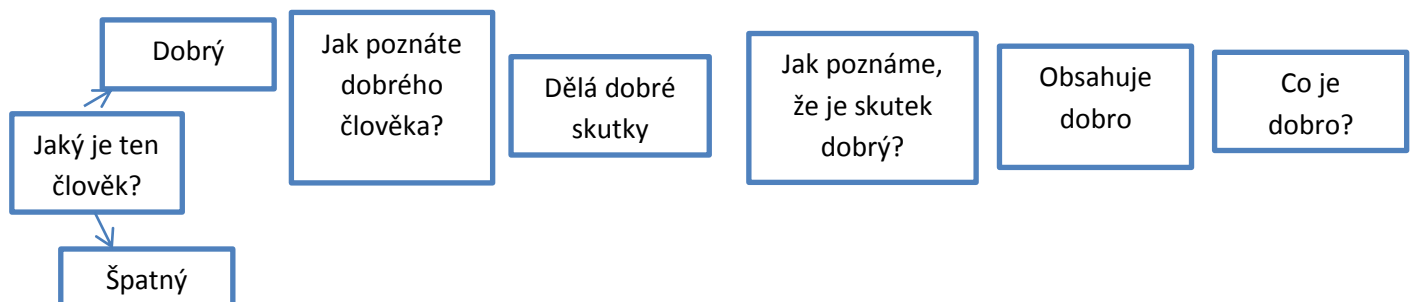 Jaký je ten
člověk?
Dobrý
Špatný
Jak poznáte
dobrého
člověka?
Dělá dobré
skutky
Jak poznáme,
že je skutek
dobrý?
Obsahuje
dobro
Co je
dobro?